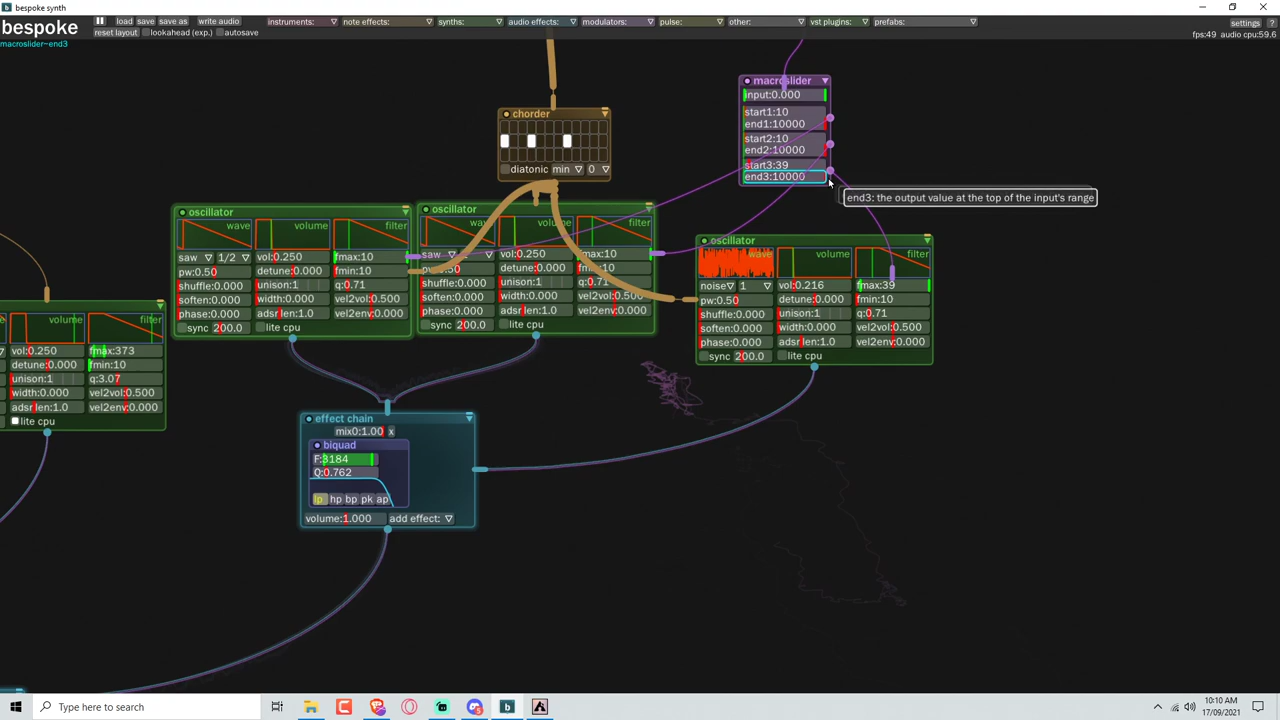 bespoke synth
load save save as write audio
instruments: note effects: synths: audio effects: modulators: pulse: other: vst plugins: prefabs:
settings ?
bespoke
reset layout lookahead (exp.) autosave
fps:49 audio cpu:59.6
macroslider~end3
macroslider
input:0.000
start1:10
end1:10000
start2:10
end2:10000
start3:39
end3:10000
end3: the output value at the top of the input's range
chorder
diatonic min 0
oscillator
wave volume filter
saw 1/2 vol:0.250 fmax:10
pw:0.50 detune:0.000 fmin:10
shuffle:0.000 unison:1 q:0.71
soften:0.000 width:0.000 vel2vol:0.500
phase:0.000 adsr len:1.0 vel2env:0.000
sync 200.0 lite cpu
oscillator
wave volume filter
saw vol:0.250 fmax:10
pw:0.50 detune:0.000 fmin:10
shuffle:0.000 unison:1 q:0.71
soften:0.000 width:0.000 vel2vol:0.500
phase:0.000 adsr len:1.0 vel2env:0.000
sync 200.0 lite cpu
oscillator
wave volume filter
noise 1 vol:0.216 fmax:39
pw:0.50 detune:0.000 fmin:10
shuffle:0.000 unison:1 q:0.71
soften:0.000 width:0.000 vel2vol:0.500
phase:0.000 adsr len:1.0 vel2env:0.000
sync 200.0 lite cpu
volume filter
vol:0.250 fmax:373
detune:0.000 fmin:10
unison:1 q:3.07
width:0.000 vel2vol:0.500
adsr len:1.0 vel2env:0.000
lite cpu
effect chain
mix0:1.00 x
biquad
F:3184
Q:0.762
lp hp bp pk ap
volume:1.000 add effect:
Type here to search
10:10 AM
17/09/2021